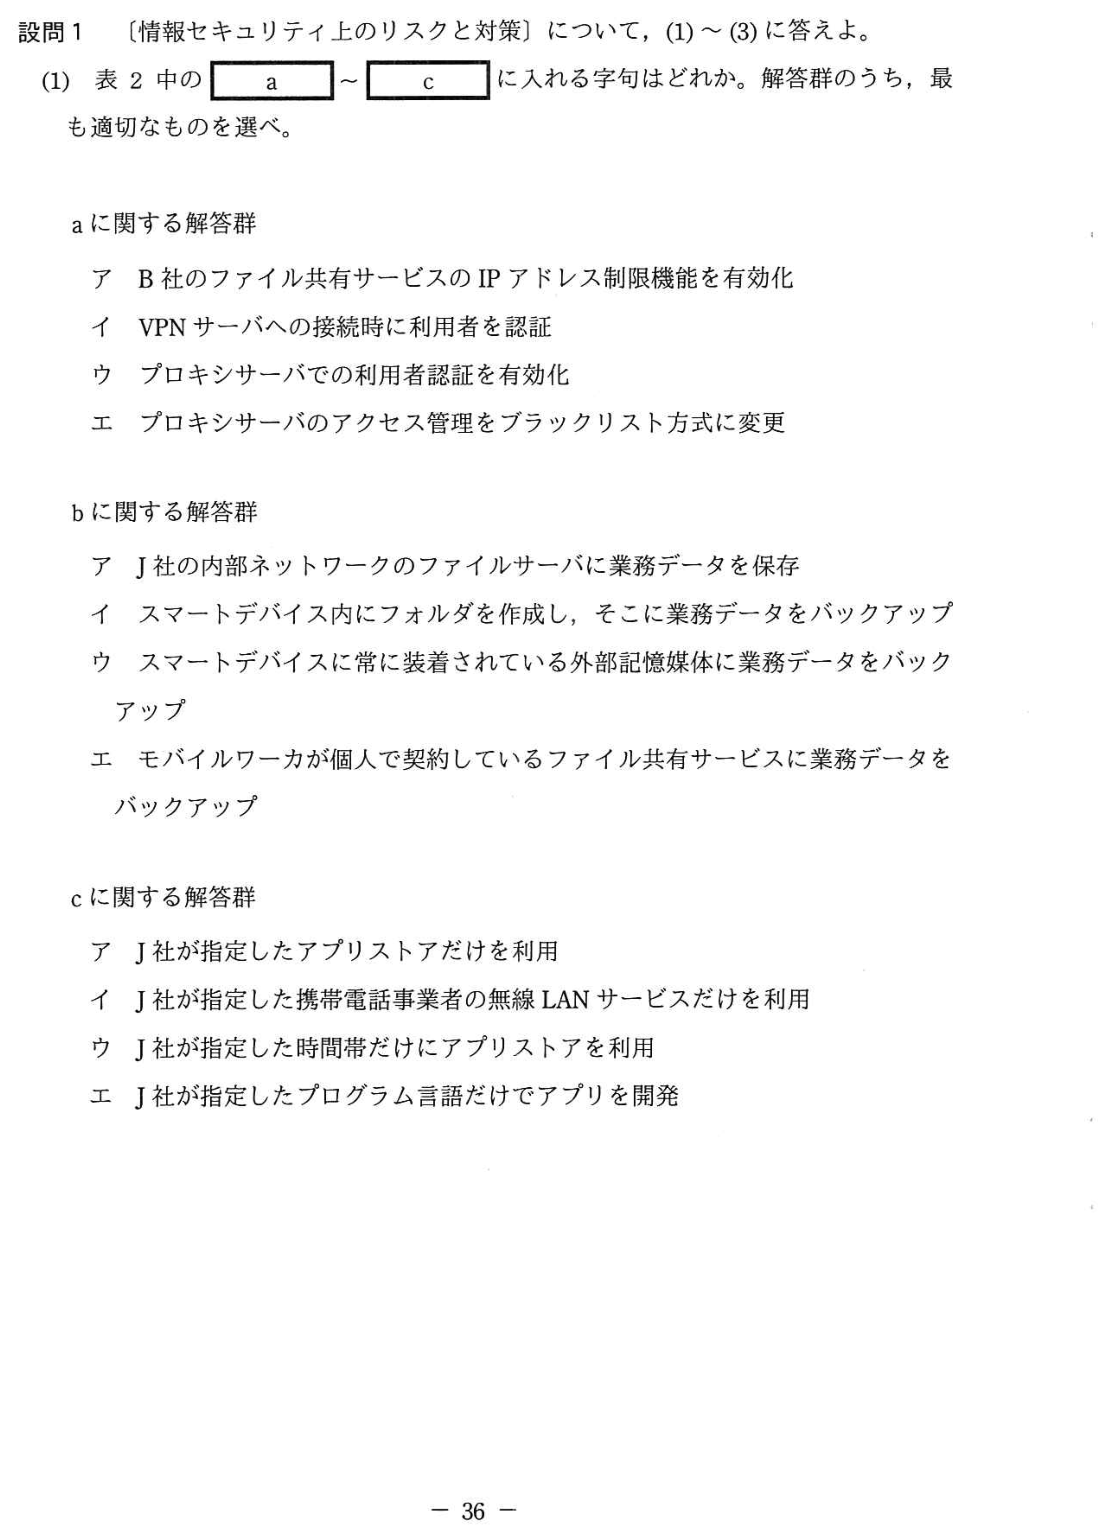 設問1　〔情報セキュリティ上のリスクと対策〕について，(1)～(3)に答えよ。
(1)　表 2 中の a ～ c に入れる字句はどれか。解答群のうち，最
も適切なものを選べ。
aに関する解答群
ア　B 社のファイル共有サービスの IP アドレス制限機能を有効化
イ　VPN サーバへの接続時に利用者を認証
ウ　プロキシサーバでの利用者認証を有効化
エ　プロキシサーバのアクセス管理をブラックリスト方式に変更
bに関する解答群
ア　J 社の内部ネットワークのファイルサーバに業務データを保存
イ　スマートデバイス内にフォルダを作成し，そこに業務データをバックアップ
ウ　スマートデバイスに常に装着されている外部記憶媒体に業務データをバック
アップ
エ　モバイルワーカが個人で契約しているファイル共有サービスに業務データを
バックアップ
cに関する解答群
ア　J 社が指定したアプリストアだけを利用
イ　J 社が指定した携帯電話事業者の無線 LAN サービスだけを利用
ウ　J 社が指定した時間帯だけにアプリストアを利用
エ　J 社が指定したプログラム言語だけでアプリを開発
－ 36 －